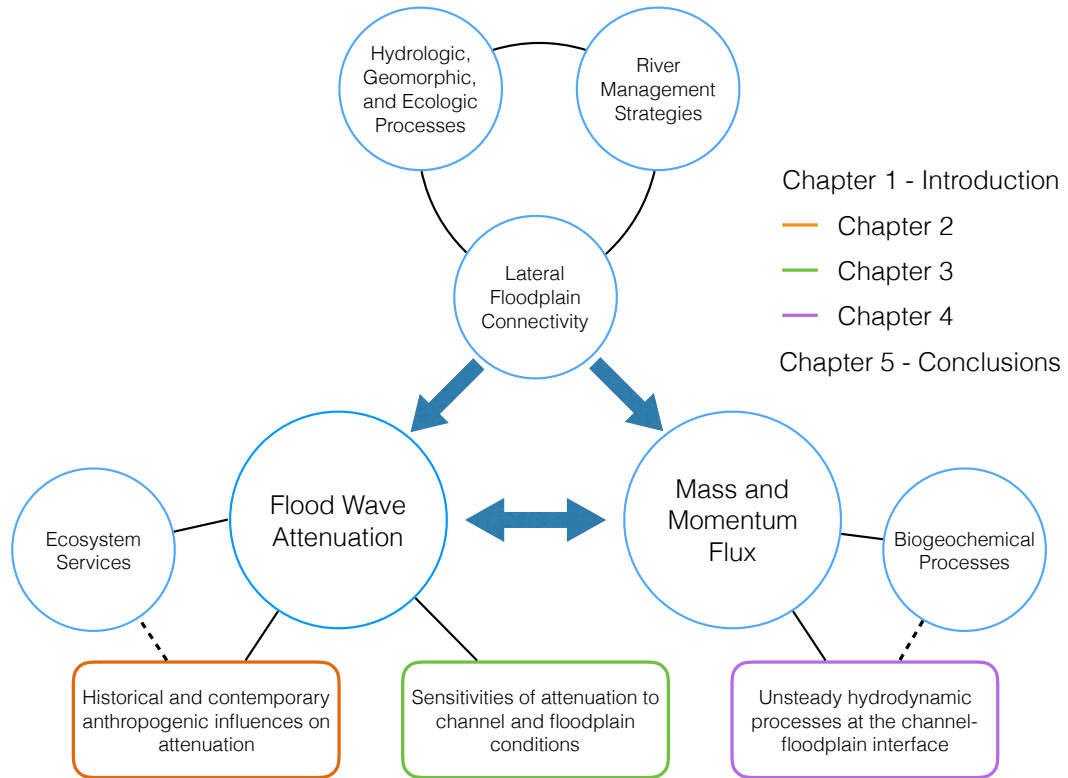 Hydrologic,
Geomorphic,
and Ecologic
Processes
River
Management
Strategies
Lateral
Floodplain
Connectivity
Chapter 1 - Introduction
Chapter 2
Chapter 3
Chapter 4
Chapter 5 - Conclusions
Flood Wave
Attenuation
Mass and
Momentum
Flux
Ecosystem
Services
Biogeochemical
Processes
Historical and contemporary
anthropogenic influences on
attenuation
Sensitivities of attenuation to
channel and floodplain
conditions
Unsteady hydrodynamic
processes at the channel-
floodplain interface